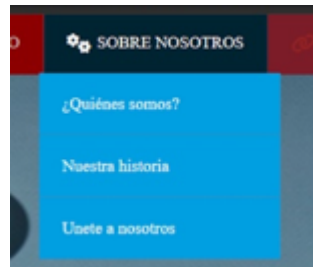 O
SOBRE NOSOTROS
¿Quiénes somos?
Nuestra historia
Unete a nosotros